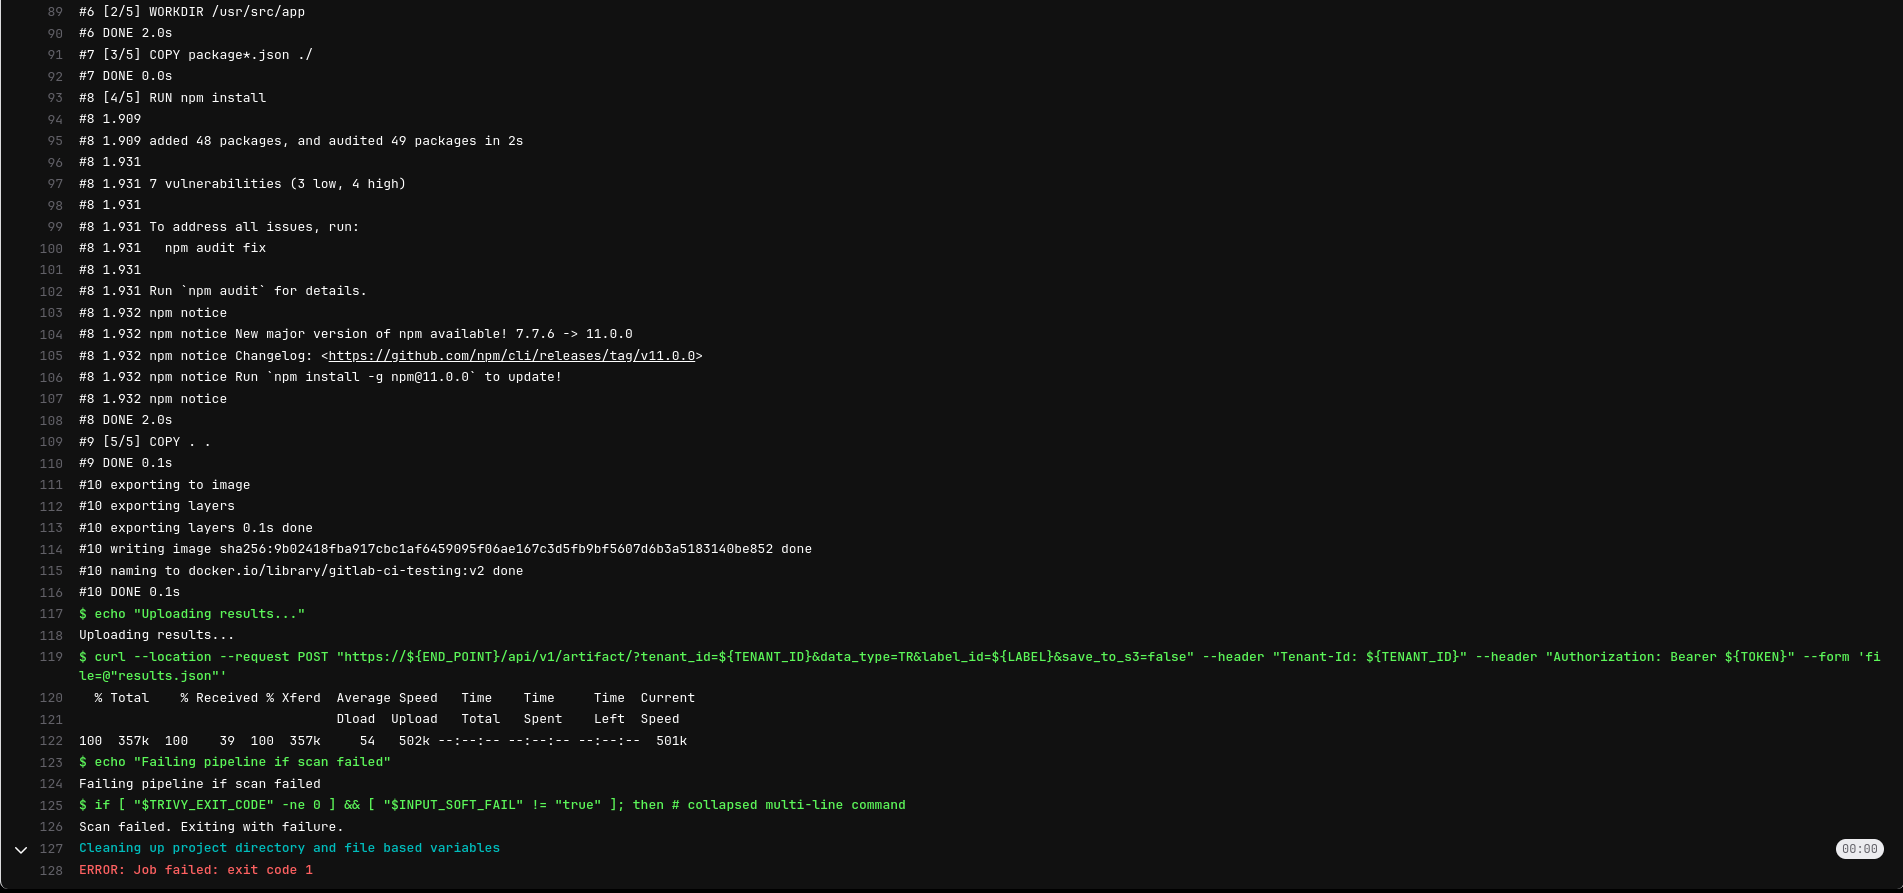 89 #6 [2/5] WORKDIR /usr/src/app
90 #6 DONE 2.0s
91 #7 [3/5] COPY package*.json ./
92 #7 DONE 0.0s
93 #8 [4/5] RUN npm install
94 #8 1.909
95 #8 1.909 added 48 packages, and audited 49 packages in 2s
96 #8 1.931
97 #8 1.931 7 vulnerabilities (3 low, 4 high)
98 #8 1.931
99 #8 1.931 To address all issues, run:
100 #8 1.931   npm audit fix
101 #8 1.931
102 #8 1.931 Run `npm audit` for details.
103 #8 1.932 npm notice
104 #8 1.932 npm notice New major version of npm available! 7.7.6 -> 11.0.0
105 #8 1.932 npm notice Changelog: <https://github.com/npm/cli/releases/tag/v11.0.0>
106 #8 1.932 npm notice Run `npm install -g npm@11.0.0` to update!
107 #8 1.932 npm notice
108 #8 DONE 2.0s
109 #9 [5/5] COPY . .
110 #9 DONE 0.1s
111 #10 exporting to image
112 #10 exporting layers
113 #10 exporting layers 0.1s done
114 #10 writing image sha256:9b02418fba917cbc1af6459095f06ae167c3d5fb9bf5607d6b3a5183140be852 done
115 #10 naming to docker.io/library/gitlab-ci-testing:v2 done
116 #10 DONE 0.1s
117 $ echo "Uploading results..."
118 Uploading results...
119 $ curl --location --request POST "https://${END_POINT}/api/v1/artifact/?tenant_id=${TENANT_ID}&data_type=TR&label_id=${LABEL}&save_to_s3=false" --header "Tenant-Id: ${TENANT_ID}" --header "Authorization: Bearer ${TOKEN}" --form 'fi
le=@"results.json"'
120   % Total    % Received % Xferd  Average Speed   Time    Time     Time  Current
121                                  Dload  Upload   Total   Spent    Left  Speed
122 100  357k  100    39  100  357k     54   502k --:--:-- --:--:-- --:--:--  501k
123 $ echo "Failing pipeline if scan failed"
124 Failing pipeline if scan failed
125 $ if [ "$TRIVY_EXIT_CODE" -ne 0 ] && [ "$INPUT_SOFT_FAIL" != "true" ]; then # collapsed multi-line command
126 Scan failed. Exiting with failure.
127 Cleaning up project directory and file based variables 00:00
128 ERROR: Job failed: exit code 1